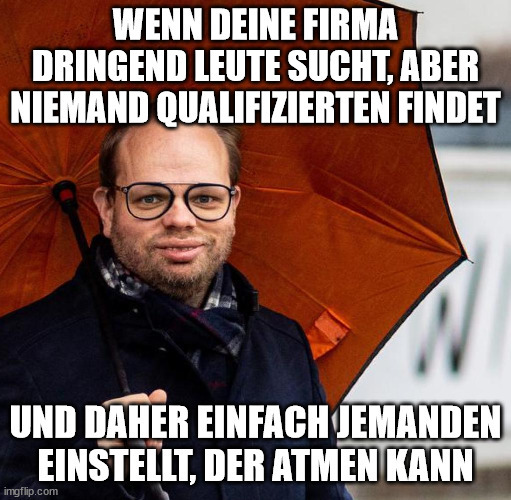 WENN DEINE FIRMA
DRINGEND LEUTE SUCHT, ABER
NIEMAND QUALIFIZIERTEN FINDET
UND DAHER EINFACH JEMANDEN
EINSTELLT, DER ATMEN KANN
imgflip.com